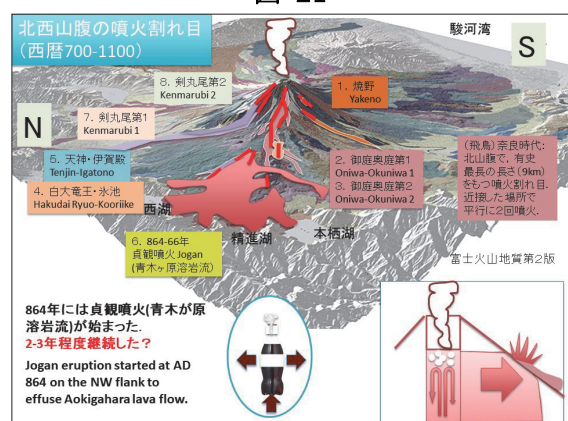 北西山腹の噴火割れ目
(西暦700-1100)
駿河湾
S
N
8. 剣丸尾第2
Kenmarubi 2
1. 焼野
Yakeno
7. 剣丸尾第1
Kenmarubi 1
5. 天神・伊賀殿
Tenjin-Igatono
4. 白大竜王・氷池
Hakudai Ryuo-Kooriike
2. 御庭奥庭第1
Oniwa-Okuniwa 1
3. 御庭奥庭第2
Oniwa-Okuniwa 2
(飛鳥)奈良時代:
北山腹で,有史
最長の長さ(9km)
をもつ噴火割れ目.
近接した場所で
平行に2回噴火.
西湖
精進湖
本栖湖
6. 864-66年
貞観噴火 Jogan
(青木ヶ原溶岩流)
富士火山地質第2版
864年には貞観噴火(青木が原
溶岩流)が始まった.
2-3年程度継続した?
Jogan eruption started at AD
864 on the NW flank to
effuse Aokigahara lava flow.